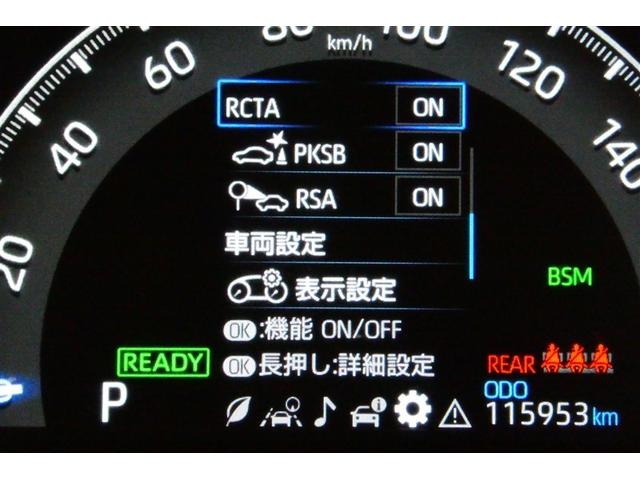 km/h
20
40
60
80
100
120
140
RCTA ON
PKSB ON
RSA ON
車両設定
表示設定
OK:機能 ON/OFF
OK長押し:詳細設定
BSM
READY
REAR
P
ODO
115953km